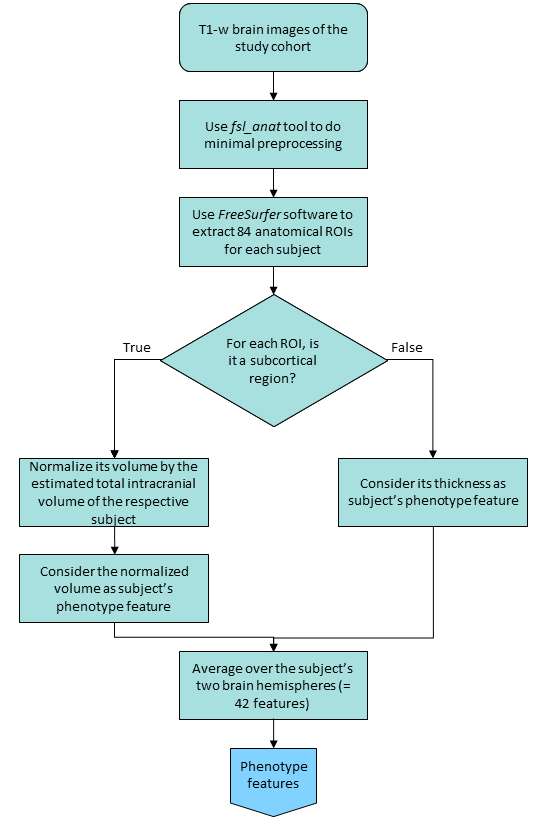 T1-w brain images of the
study cohort
Use fsl_anat tool to do
minimal preprocessing
Use FreeSurfer software to
extract 84 anatomical ROIs
for each subject
For each ROI, is
it a subcortical
region?
True
False
Normalize its volume by the
estimated total intracranial
volume of the respective
subject
Consider its thickness as
subject's phenotype feature
Consider the normalized
volume as subject's
phenotype feature
Average over the subject's
two brain hemispheres (=
42 features)
Phenotype
features